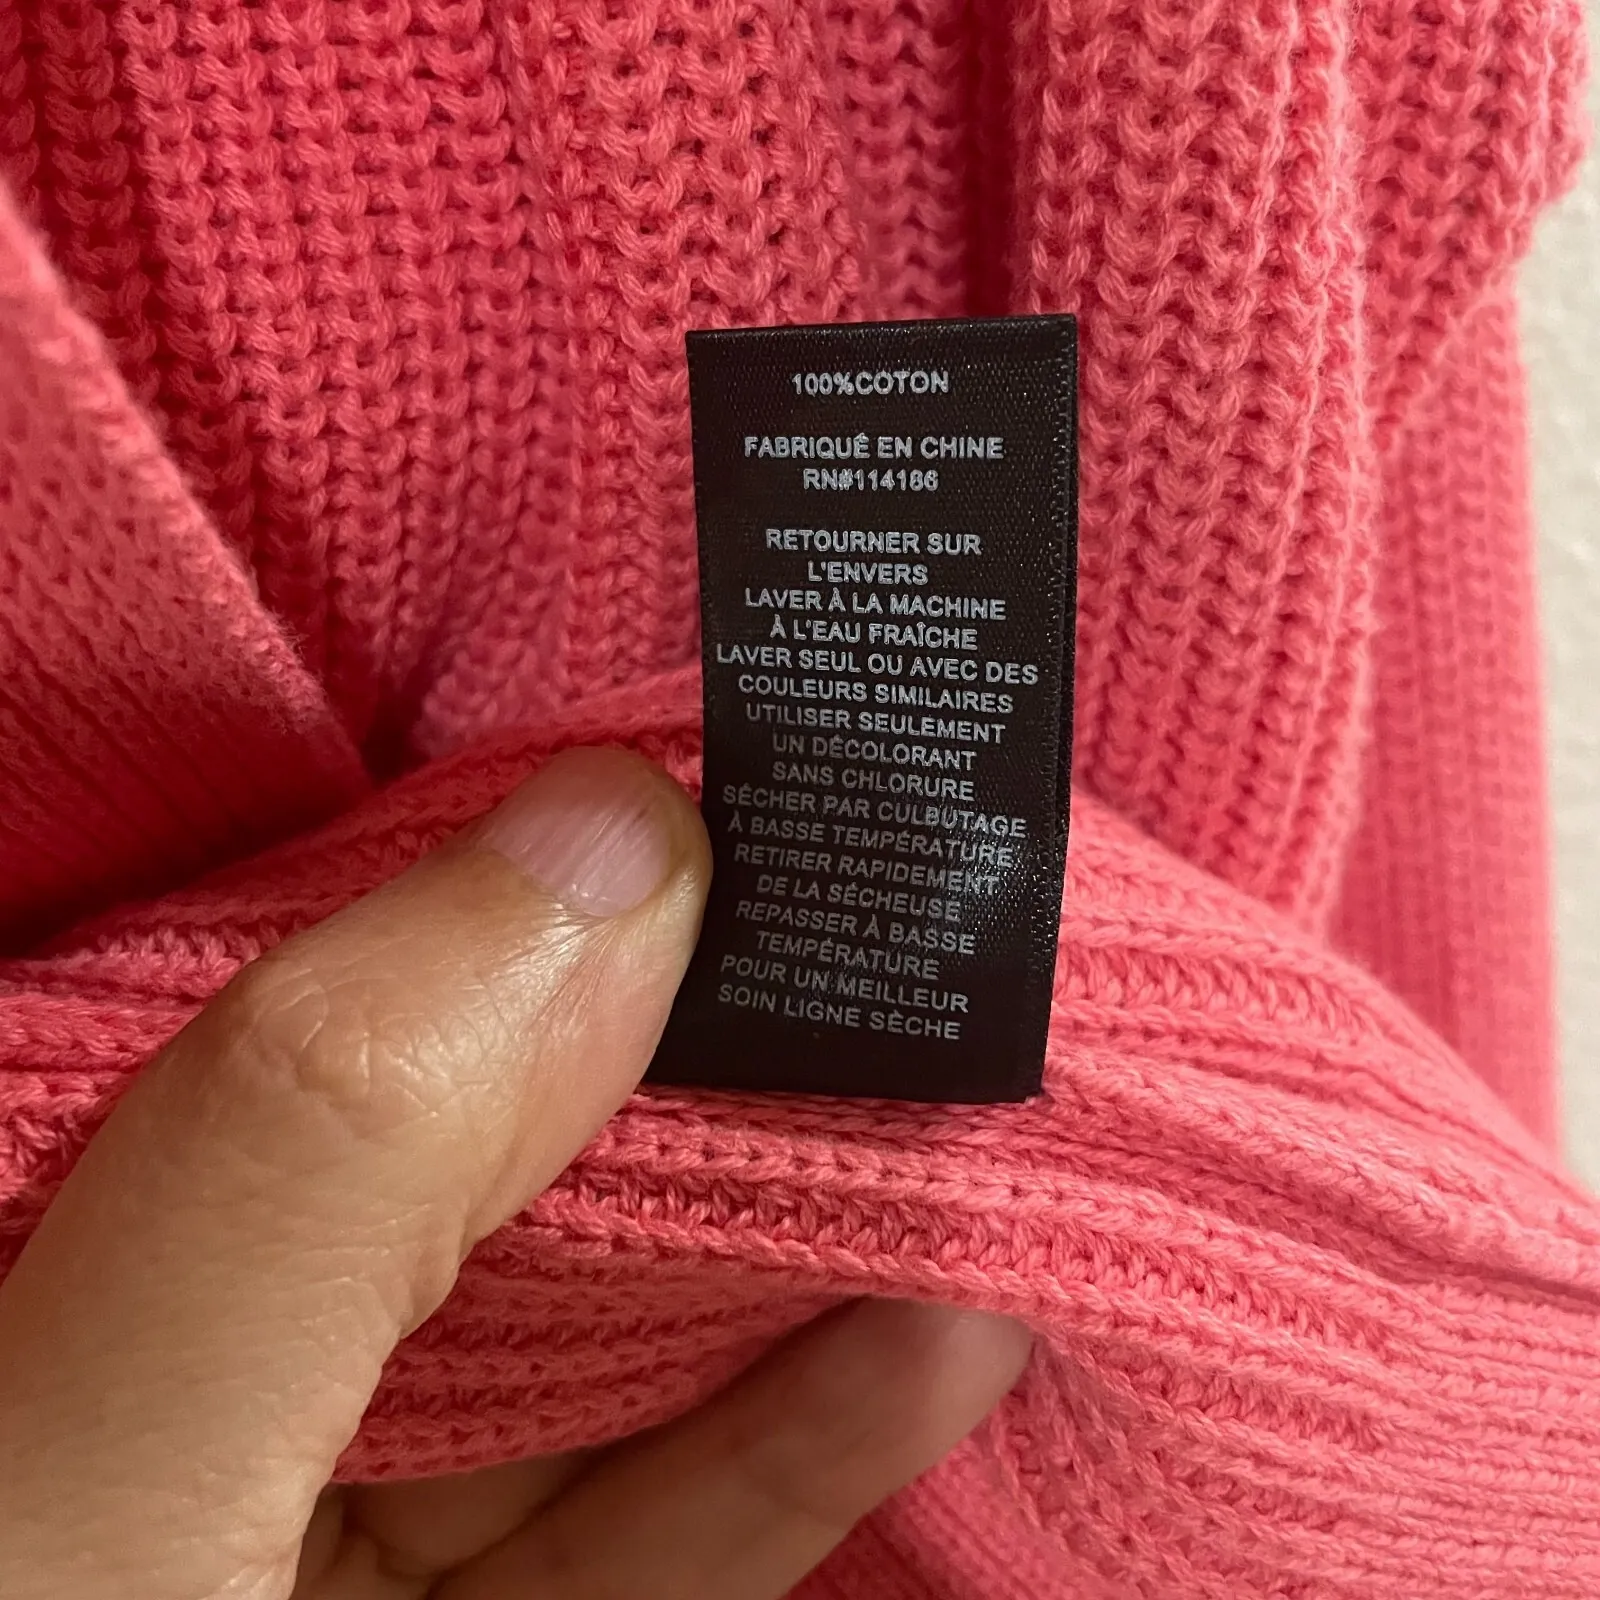 100%COTON
FABRIQUÉ EN CHINE
RN#114186
RETOURNER SUR
L'ENVERS
LAVER À LA MACHINE
À L'EAU FRAÎCHE
LAVER SEUL OU AVEC DES
COULEURS SIMILAIRES
UTILISER SEULEMENT
UN DÉCOLORANT
SANS CHLORURE
SÉCHER PAR CULBUTAGE
À BASSE TEMPÉRATURE
RETIRER RAPIDEMENT
DE LA SÉCHEUSE
REPASSER À BASSE
TEMPÉRATURE
POUR UN MEILLEUR
SOIN LIGNE SÈCHE